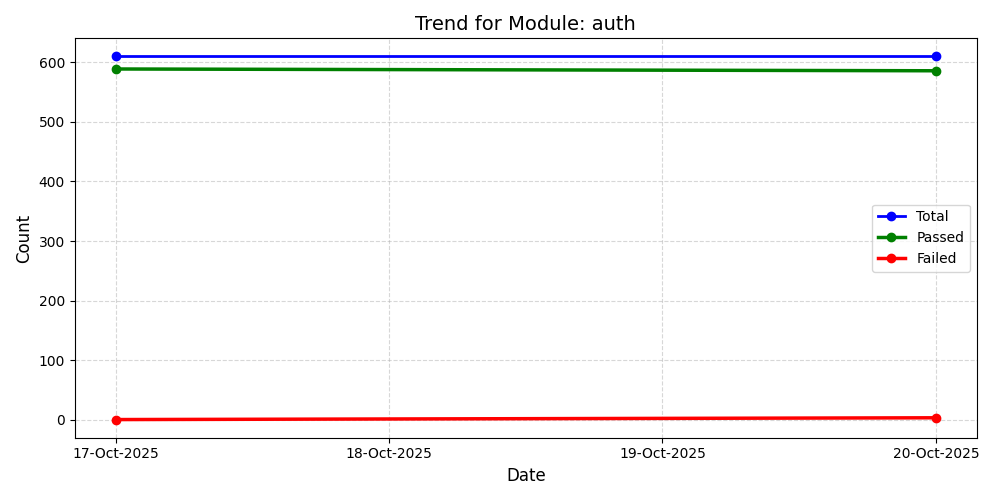 Trend for Module: auth
600
500
400
300
200
100
0
Count
Total
Passed
Failed
17-Oct-2025
18-Oct-2025
19-Oct-2025
20-Oct-2025
Date